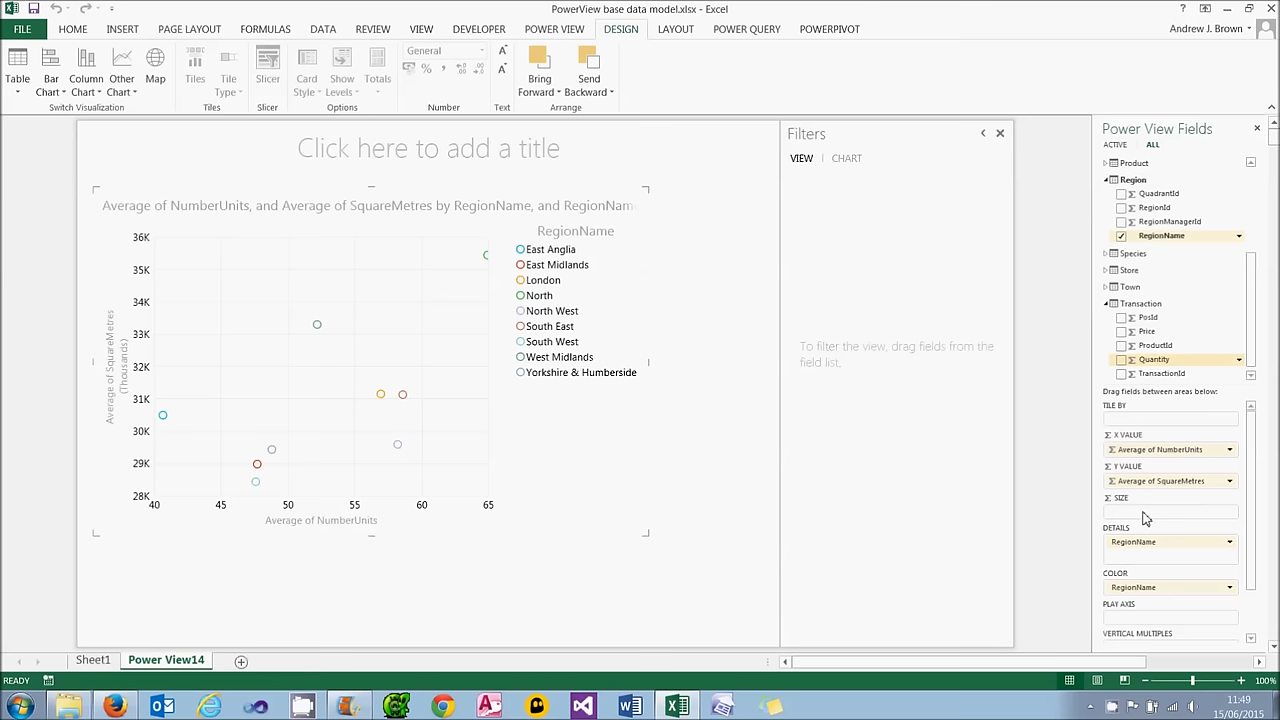 PowerView base data model.xlsx - Excel
FILE
HOME
INSERT
PAGE LAYOUT
FORMULAS
DATA
REVIEW
VIEW
DEVELOPER
POWER VIEW
DESIGN
LAYOUT
POWER QUERY
POWERPIVOT
Andrew J. Brown
Table
Bar Chart
Column Chart
Other Chart
Map
Tiles
Tile Type
Slicer
Card Style
Show Levels
Totals
General
Bring Forward
Send Backward
Switch Visualization
Tiles
Slicer
Options
Number
Text
Arrange
Click here to add a title
Average of NumberUnits, and Average of SquareMetres by RegionName, and RegionNam
RegionName
East Anglia
East Midlands
London
North
North West
South East
South West
West Midlands
Yorkshire & Humberside
36K
35K
34K
33K
32K
31K
30K
29K
28K
Average of SquareMetres
(Thousands)
40
45
50
55
60
65
Average of NumberUnits
Filters
VIEW
CHART
To filter the view, drag fields from the
field list.
Power View Fields
ACTIVE
ALL
Product
Region
QuadrantId
RegionId
RegionManagerId
RegionName
Species
Store
Town
Transaction
PosId
Price
ProductId
Quantity
TransactionId
Drag fields between areas below:
TILE BY
Σ X VALUE
Σ Average of NumberUnits
Σ Y VALUE
Σ Average of SquareMetres
Σ SIZE
DETAILS
RegionName
COLOR
RegionName
PLAY AXIS
VERTICAL MULTIPLES
Sheet1
Power View14
READY
100%
11:49
15/06/2015